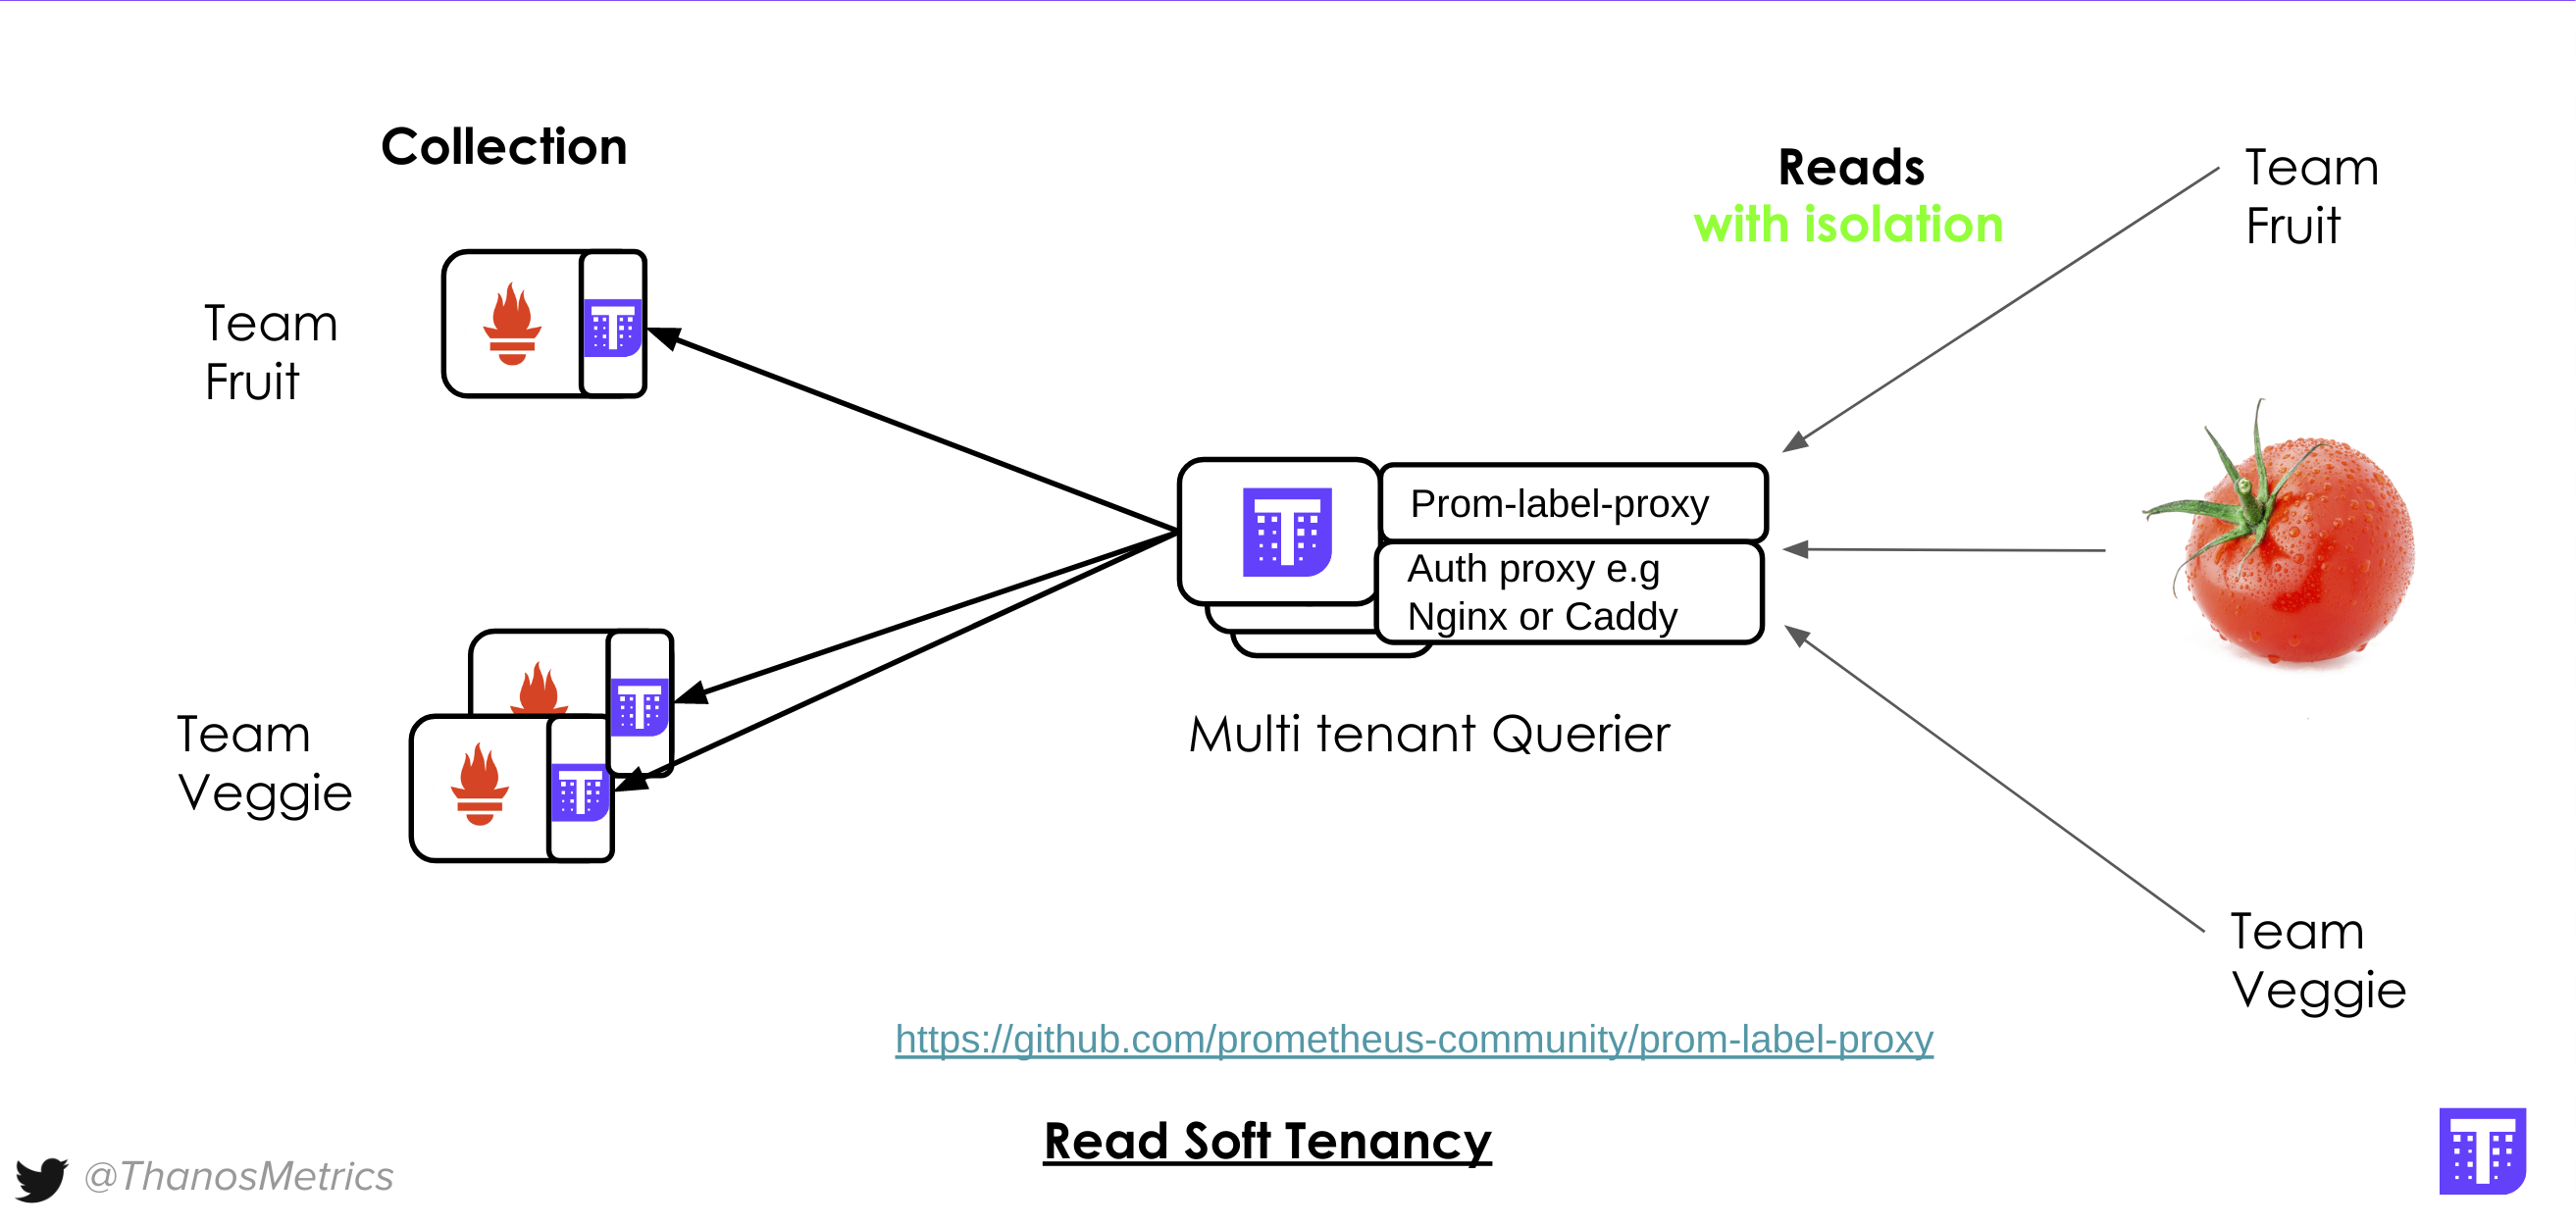 Collection
Reads
with isolation
Team
Fruit
Team
Fruit
Prom-label-proxy
Auth proxy e.g
Nginx or Caddy
Multi tenant Querier
Team
Veggie
Team
Veggie
https://github.com/prometheus-community/prom-label-proxy
Read Soft Tenancy
@ThanosMetrics